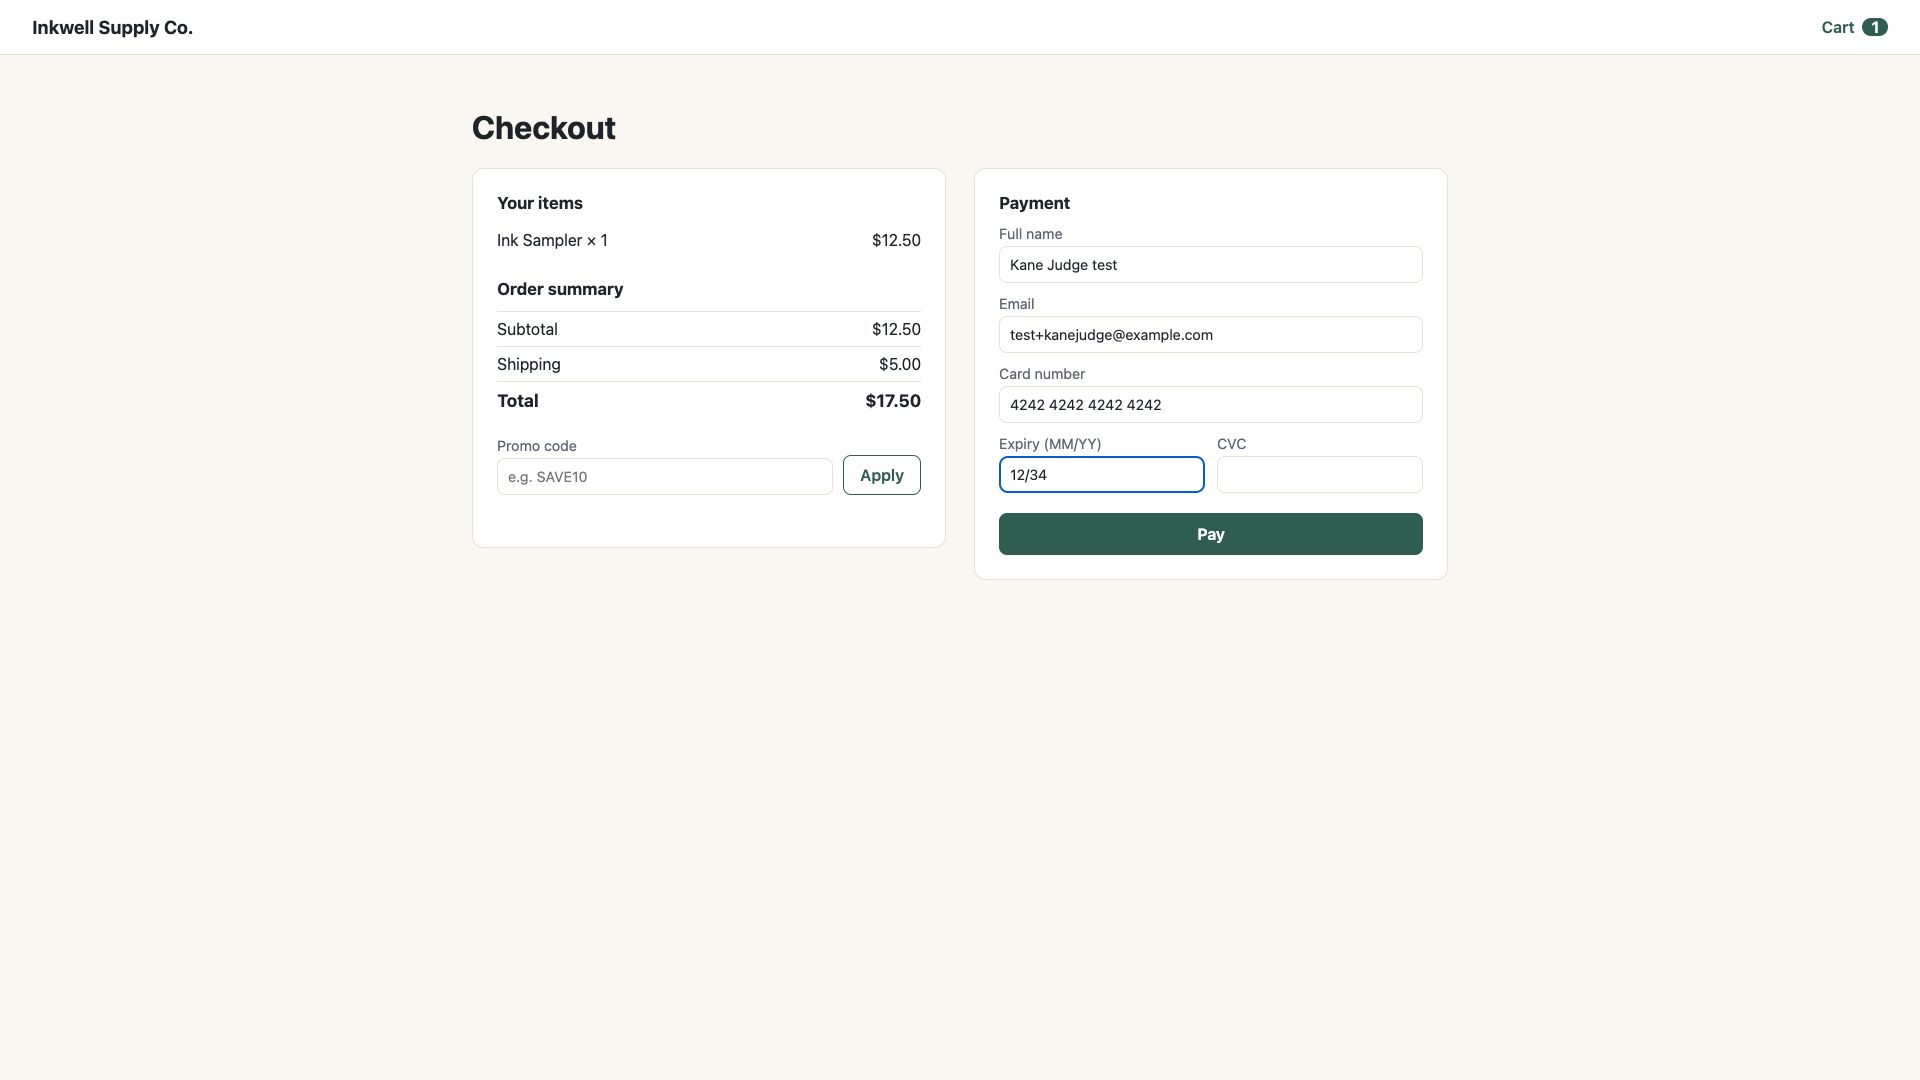 Inkwell Supply Co.
Cart 1
Checkout
Your items
Ink Sampler × 1 $12.50
Order summary
Subtotal $12.50
Shipping $5.00
Total $17.50
Promo code
e.g. SAVE10
Apply
Payment
Full name
Kane Judge test
Email
test+kanejudge@example.com
Card number
4242 4242 4242 4242
Expiry (MM/YY) CVC
12/34
Pay